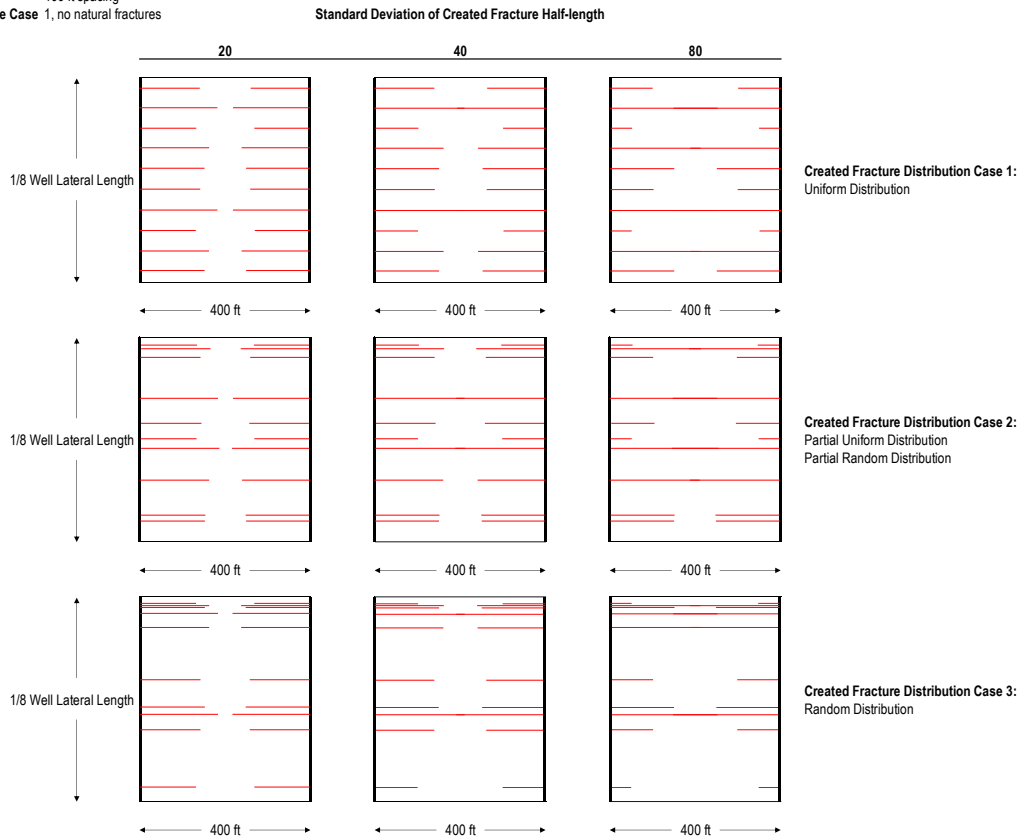 e Case 1, no natural fractures
Standard Deviation of Created Fracture Half-length
20 40 80
1/8 Well Lateral Length
Created Fracture Distribution Case 1:
Uniform Distribution
400 ft 400 ft 400 ft
1/8 Well Lateral Length
Created Fracture Distribution Case 2:
Partial Uniform Distribution
Partial Random Distribution
400 ft 400 ft 400 ft
1/8 Well Lateral Length
Created Fracture Distribution Case 3:
Random Distribution
400 ft 400 ft 400 ft